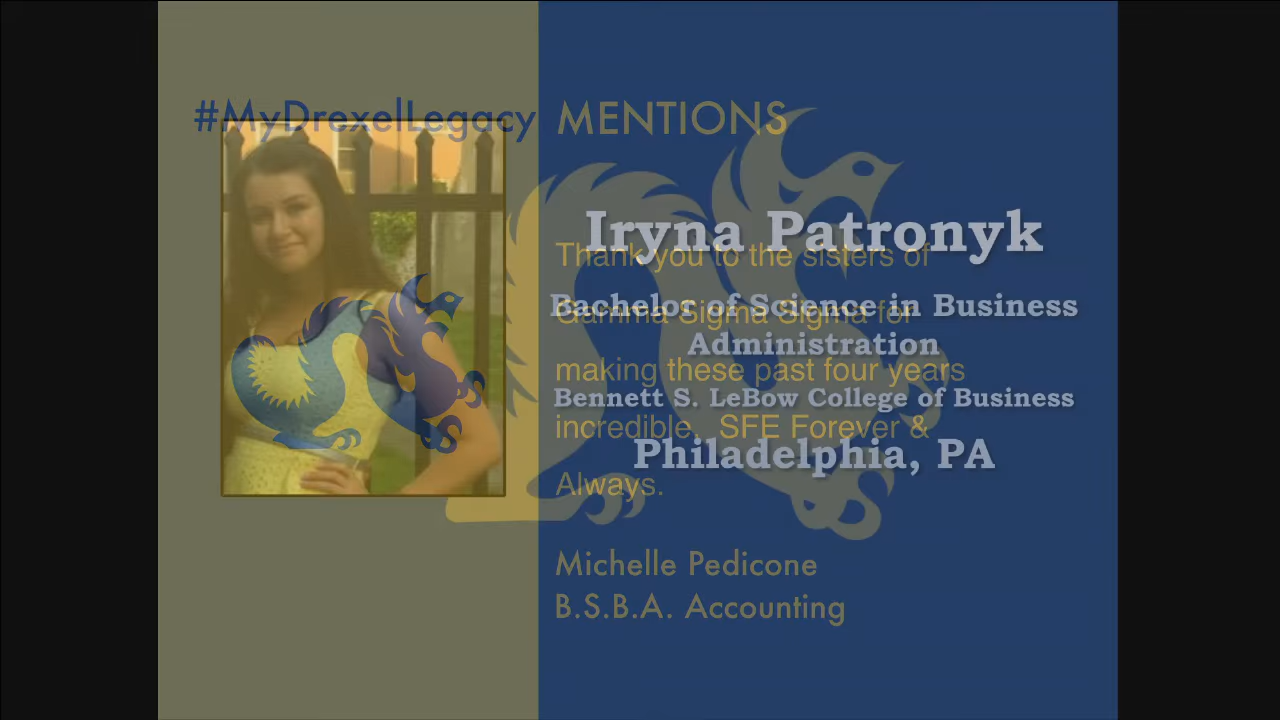 #MyDrexelLegacy MENTIONS
Iryna Patronyk
Thank you to the sisters of
Bachelor of Science in Business
Gamma Sigma Sigma for
Administration
making these past four years
Bennett S. LeBow College of Business
incredible. SFE Forever &
Philadelphia, PA
Always.
Michelle Pedicone
B.S.B.A. Accounting